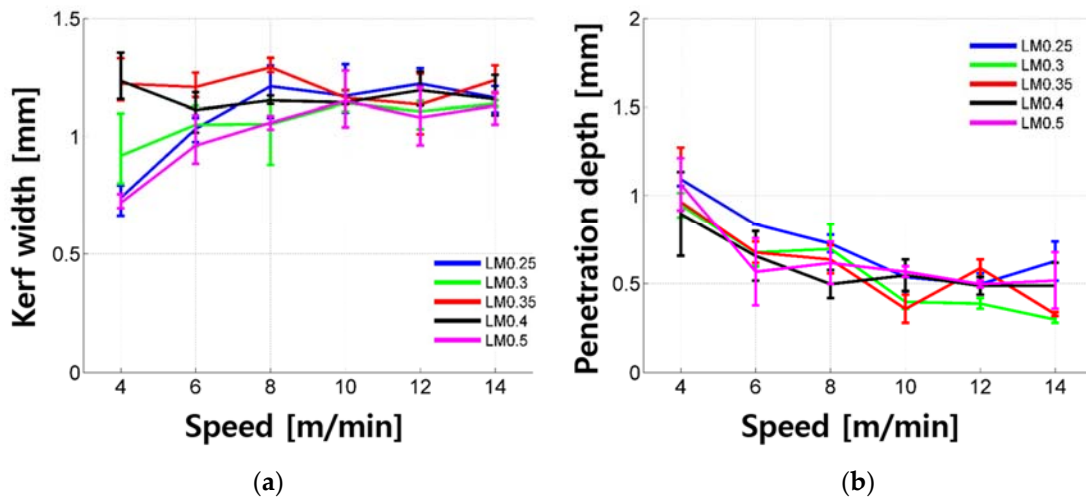 1.5
1
0.5
0
Kerf width [mm]
LM0.25
LM0.3
LM0.35
LM0.4
LM0.5
4 6 8 10 12 14
Speed [m/min]
(a)
2
1.5
1
0.5
0
Penetration depth [mm]
LM0.25
LM0.3
LM0.35
LM0.4
LM0.5
4 6 8 10 12 14
Speed [m/min]
(b)